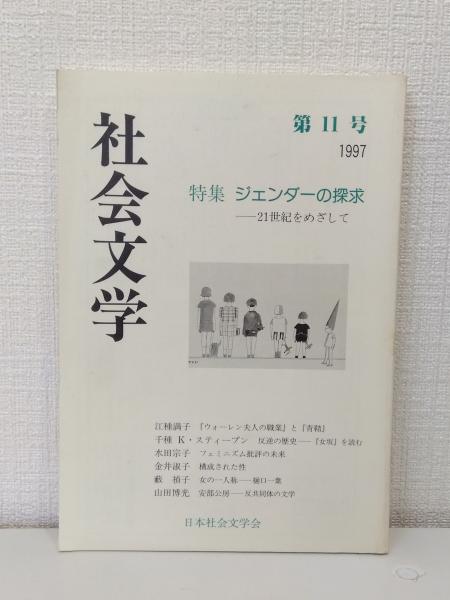 社会文学
第11号
1997
特集 ジェンダーの探求
──21世紀をめざして
江種満子 『ウォーレン夫人の職業』と『青鞜』
千種 K・スティーブン 反逆の歴史──『女坂』を読む
水田宗子 フェミニズム批評の未来
金井淑子 構成された性
藪 禎子 女の一人称──樋口一葉
山田博光 安部公房──反共同体の文学
日本社会文学会